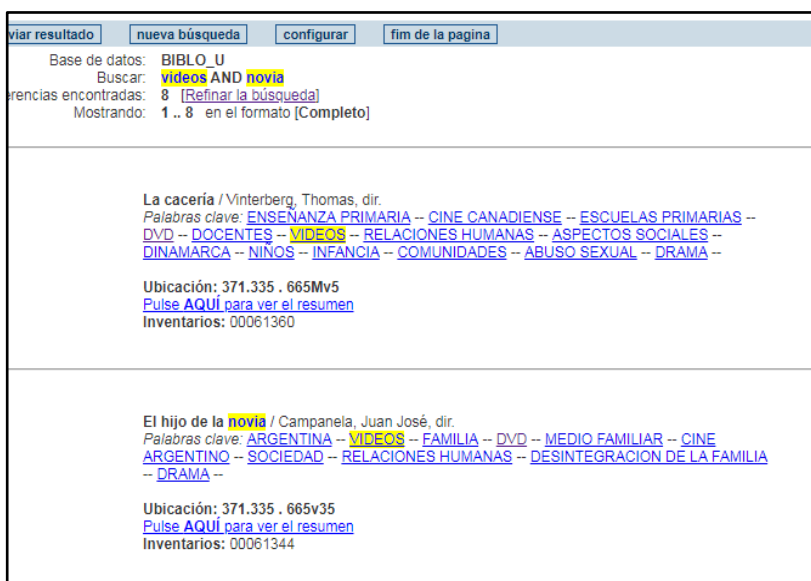 viar resultado nueva búsqueda configurar fim de la pagina
Base de datos: BIBLO_U
Buscar: videos AND novia
erencias encontradas: 8 [Refinar la búsqueda]
Mostrando: 1 .. 8 en el formato [Completo]
La cacería / Vinterberg, Thomas, dir.
Palabras clave: ENSEÑANZA PRIMARIA -- CINE CANADIENSE -- ESCUELAS PRIMARIAS --
DVD -- DOCENTES -- VIDEOS -- RELACIONES HUMANAS -- ASPECTOS SOCIALES --
DINAMARCA -- NIÑOS -- INFANCIA -- COMUNIDADES -- ABUSO SEXUAL -- DRAMA --
Ubicación: 371.335 . 665Mv5
Pulse AQUÍ para ver el resumen
Inventarios: 00061360
El hijo de la novia / Campanela, Juan José, dir.
Palabras clave: ARGENTINA -- VIDEOS -- FAMILIA -- DVD -- MEDIO FAMILIAR -- CINE
ARGENTINO -- SOCIEDAD -- RELACIONES HUMANAS -- DESINTEGRACION DE LA FAMILIA
-- DRAMA --
Ubicación: 371.335 . 665v35
Pulse AQUÍ para ver el resumen
Inventarios: 00061344